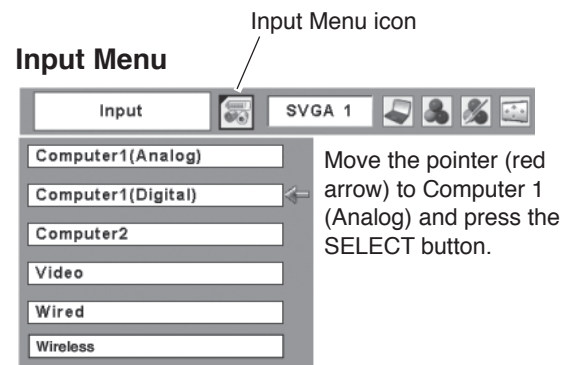 Input Menu icon
Input Menu
Input
SVGA 1
Computer1(Analog)
Computer1(Digital)
Computer2
Video
Wired
Wireless
Move the pointer (red
arrow) to Computer 1
(Analog) and press the
SELECT button.